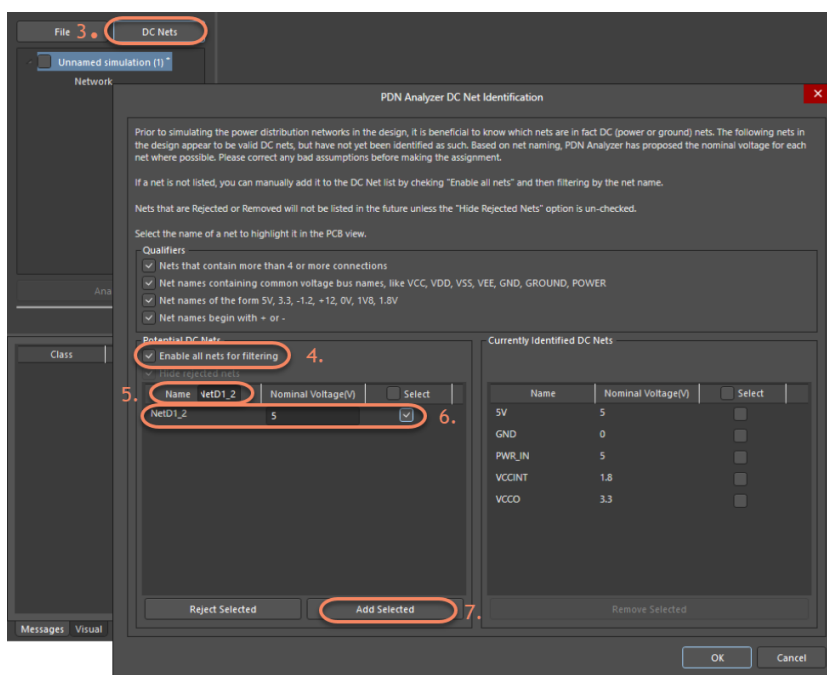 File 3. DC Nets
Unnamed simulation (1) *
Network
PDN Analyzer DC Net Identification
Prior to simulating the power distribution networks in the design, it is beneficial to know which nets are in fact DC (power or ground) nets. The following nets in
the design appear to be valid DC nets, but have not yet been identified as such. Based on net naming, PDN Analyzer has proposed the nominal voltage for each
net where possible. Please correct any bad assumptions before making the assignment.
If a net is not listed, you can manually add it to the DC Net list by cheking "Enable all nets" and then filtering by the net name.
Nets that are Rejected or Removed will not be listed in the future unless the "Hide Rejected Nets" option is un-checked.
Select the name of a net to highlight it in the PCB view.
Qualifiers
Nets that contain more than 4 or more connections
Net names containing common voltage bus names, like VCC, VDD, VSS, VEE, GND, GROUND, POWER
Net names of the form 5V, 3.3, -1.2, +12, 0V, 1V8, 1.8V
Net names begin with + or -
Ana
Potential DC Nets
Enable all nets for filtering 4.
Hide rejected nets
5. Name NetD1_2 Nominal Voltage(V) Select
NetD1_2 5 6.
Reject Selected Add Selected 7.
Currently Identified DC Nets
Name Nominal Voltage(V) Select
5V 5
GND 0
PWR_IN 5
VCCINT 1.8
VCCO 3.3
Remove Selected
Class
Messages Visual
OK Cancel